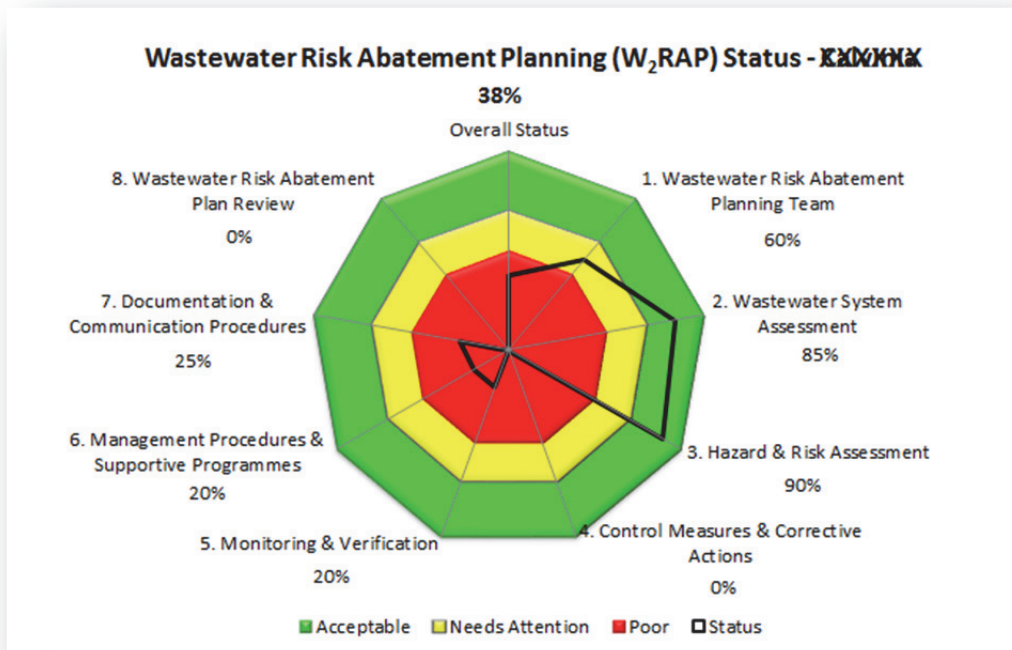 Wastewater Risk Abatement Planning (W₂RAP) Status -
38%
Overall Status
1. Wastewater Risk Abatement
Planning Team
60%
2. Wastewater System
Assessment
85%
3. Hazard & Risk Assessment
90%
4. Control Measures & Corrective
Actions
0%
5. Monitoring & Verification
20%
6. Management Procedures &
Supportive Programmes
20%
7. Documentation &
Communication Procedures
25%
8. Wastewater Risk Abatement
Plan Review
0%
Acceptable Needs Attention Poor Status